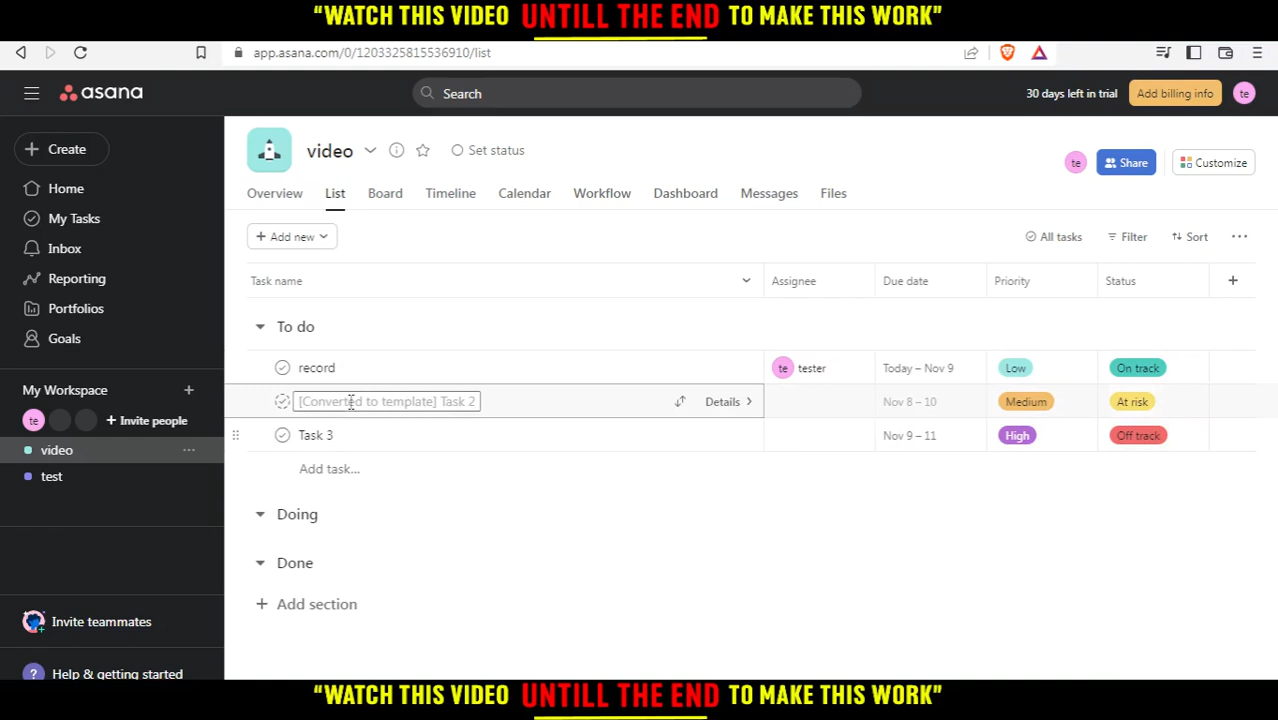 “WATCH THIS VIDEO UNTILL THE END TO MAKE THIS WORK”
app.asana.com/0/1203325815536910/list
asana
Search
30 days left in trial
Add billing info
te
Create
video
Set status
te
Share
Customize
Home
Overview
List
Board
Timeline
Calendar
Workflow
Dashboard
Messages
Files
My Tasks
Inbox
+ Add new
All tasks
Filter
Sort
Reporting
Task name
Assignee
Due date
Priority
Status
Portfolios
Goals
To do
record
te tester
Today – Nov 9
Low
On track
My Workspace
[Converted to template] Task 2
Details
Nov 8 – 10
Medium
At risk
te
Invite people
Task 3
Nov 9 – 11
High
Off track
video
Add task...
test
Doing
Done
Add section
Invite teammates
? Help & getting started
“WATCH THIS VIDEO UNTILL THE END TO MAKE THIS WORK”